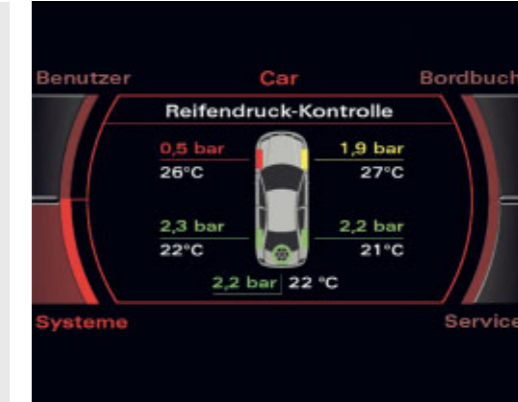 Benutzer Car Bordbuch
Reifendruck-Kontrolle
0,5 bar 1,9 bar
26°C 27°C
2,3 bar 2,2 bar
22°C 21°C
2,2 bar 22 °C
Systeme Service